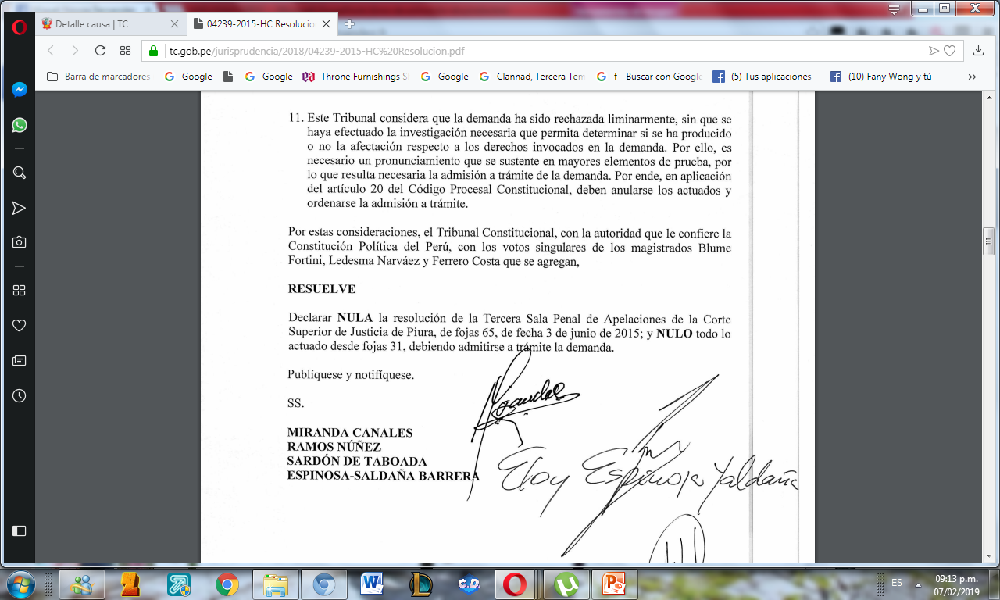 Detalle causa | TC
04239-2015-HC Resolucio
tc.gob.pe/jurisprudencia/2018/04239-2015-HC%20Resolucion.pdf
Barra de marcadores
Google
Google
Throne Furnishings S
Google
Clannad, Tercera Tem
f - Buscar con Google
(5) Tus aplicaciones -
(10) Fany Wong y tú
11. Este Tribunal considera que la demanda ha sido rechazada liminarmente, sin que se
haya efectuado la investigación necesaria que permita determinar si se ha producido
o no la afectación respecto a los derechos invocados en la demanda. Por ello, es
necesario un pronunciamiento que se sustente en mayores elementos de prueba, por
lo que resulta necesaria la admisión a trámite de la demanda. Por ende, en aplicación
del artículo 20 del Código Procesal Constitucional, deben anularse los actuados y
ordenarse la admisión a trámite.
Por estas consideraciones, el Tribunal Constitucional, con la autoridad que le confiere la
Constitución Política del Perú, con los votos singulares de los magistrados Blume
Fortini, Ledesma Narváez y Ferrero Costa que se agregan,
RESUELVE
Declarar NULA la resolución de la Tercera Sala Penal de Apelaciones de la Corte
Superior de Justicia de Piura, de fojas 65, de fecha 3 de junio de 2015; y NULO todo lo
actuado desde fojas 31, debiendo admitirse a trámite la demanda.
Publíquese y notifíquese.
SS.
MIRANDA CANALES
RAMOS NÚÑEZ
SARDÓN DE TABOADA
ESPINOSA-SALDAÑA BARRERA
Eloy Espinosa Saldaña
C.D.
ES
09:13 p.m.
07/02/2019